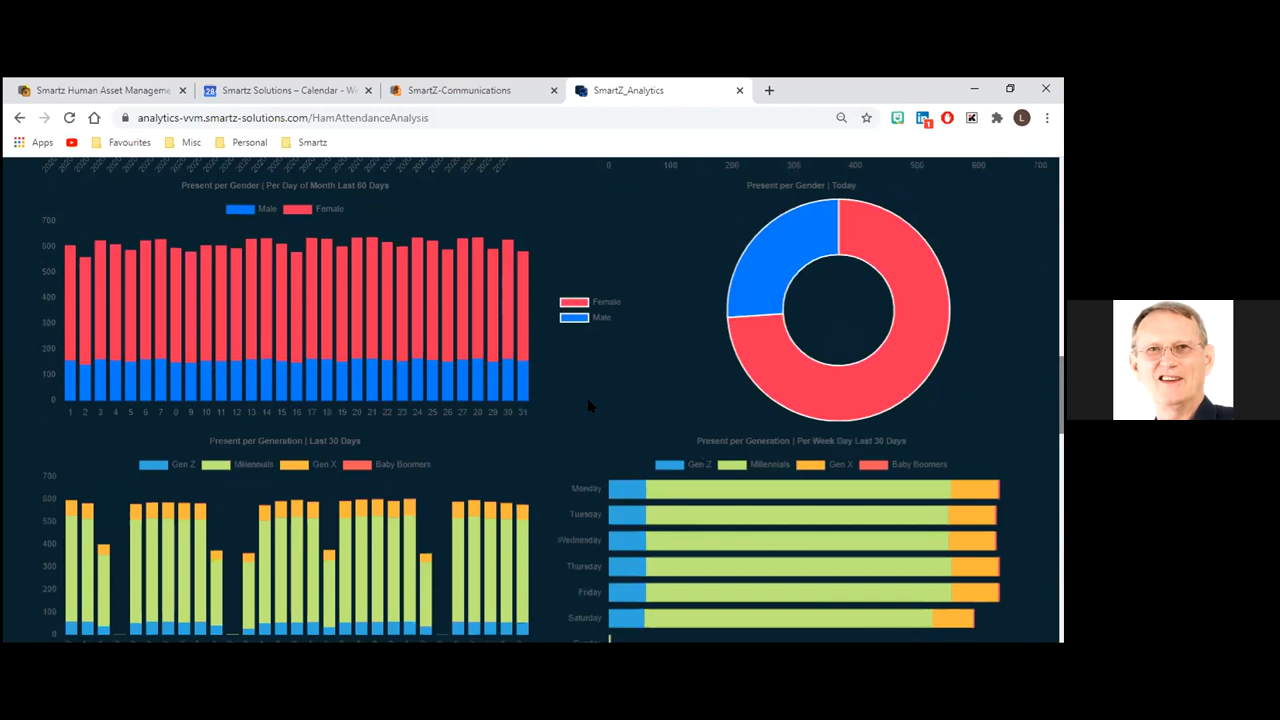 Smartz Human Asset Manageme
Smartz Solutions – Calendar - W
SmartZ-Communications
SmartZ_Analytics
analytics-vvm.smartz-solutions.com/HamAttendanceAnalysis
1
L
Apps
Favourites
Misc
Personal
Smartz
0 100 200 300 400 500 600 700
Present per Gender | Per Day of Month Last 60 Days
Male Female
700
600
500
400
300
200
100
0
1 2 3 4 5 6 7 8 9 10 11 12 13 14 15 16 17 18 19 20 21 22 23 24 25 26 27 28 29 30 31
Present per Gender | Today
Female
Male
Present per Generation | Last 30 Days
Gen Z Millennials Gen X Baby Boomers
700
600
500
400
300
200
100
0
Present per Generation | Per Week Day Last 30 Days
Gen Z Millennials Gen X Baby Boomers
Monday
Tuesday
Wednesday
Thursday
Friday
Saturday